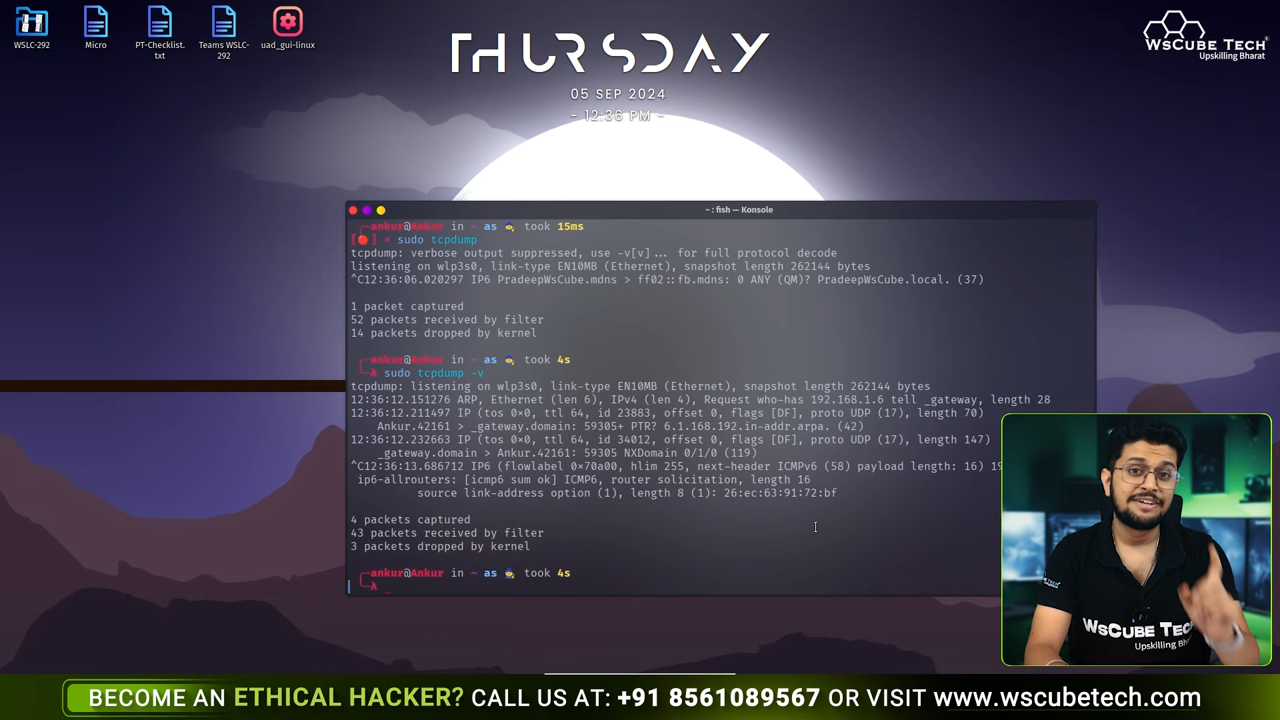 WSLC-292
Micro
PT-Checklist.
txt
Teams WSLC-
292
uad_gui-linux
THURSDAY
05 SEP 2024
- 12:36 PM -
WSCUBE TECH
Upskilling Bharat
~ : fish — Konsole
ankur@Ankur in ~ as 🧙 took 15ms
[🔴] × sudo tcpdump
tcpdump: verbose output suppressed, use -v[v]... for full protocol decode
listening on wlp3s0, link-type EN10MB (Ethernet), snapshot length 262144 bytes
^C12:36:06.020297 IP6 PradeepWsCube.mdns > ff02::fb.mdns: 0 ANY (QM)? PradeepWsCube.local. (37)
1 packet captured
52 packets received by filter
14 packets dropped by kernel
ankur@Ankur in ~ as 🧙 took 4s
λ sudo tcpdump -v
tcpdump: listening on wlp3s0, link-type EN10MB (Ethernet), snapshot length 262144 bytes
12:36:12.151276 ARP, Ethernet (len 6), IPv4 (len 4), Request who-has 192.168.1.6 tell _gateway, length 28
12:36:12.211497 IP (tos 0×0, ttl 64, id 23883, offset 0, flags [DF], proto UDP (17), length 70)
Ankur.42161 > _gateway.domain: 59305+ PTR? 6.1.168.192.in-addr.arpa. (42)
12:36:12.232663 IP (tos 0×0, ttl 64, id 34012, offset 0, flags [DF], proto UDP (17), length 147)
_gateway.domain > Ankur.42161: 59305 NXDomain 0/1/0 (119)
^C12:36:13.686712 IP6 (flowlabel 0×70a00, hlim 255, next-header ICMPv6 (58) payload length: 16) 19
ip6-allrouters: [icmp6 sum ok] ICMP6, router solicitation, length 16
source link-address option (1), length 8 (1): 26:ec:63:91:72:bf
4 packets captured
43 packets received by filter
3 packets dropped by kernel
ankur@Ankur in ~ as 🧙 took 4s
λ _
WSCUBE TECH
Upskilling Bharat
BECOME AN ETHICAL HACKER? CALL US AT: +91 8561089567 OR VISIT www.wscubetech.com